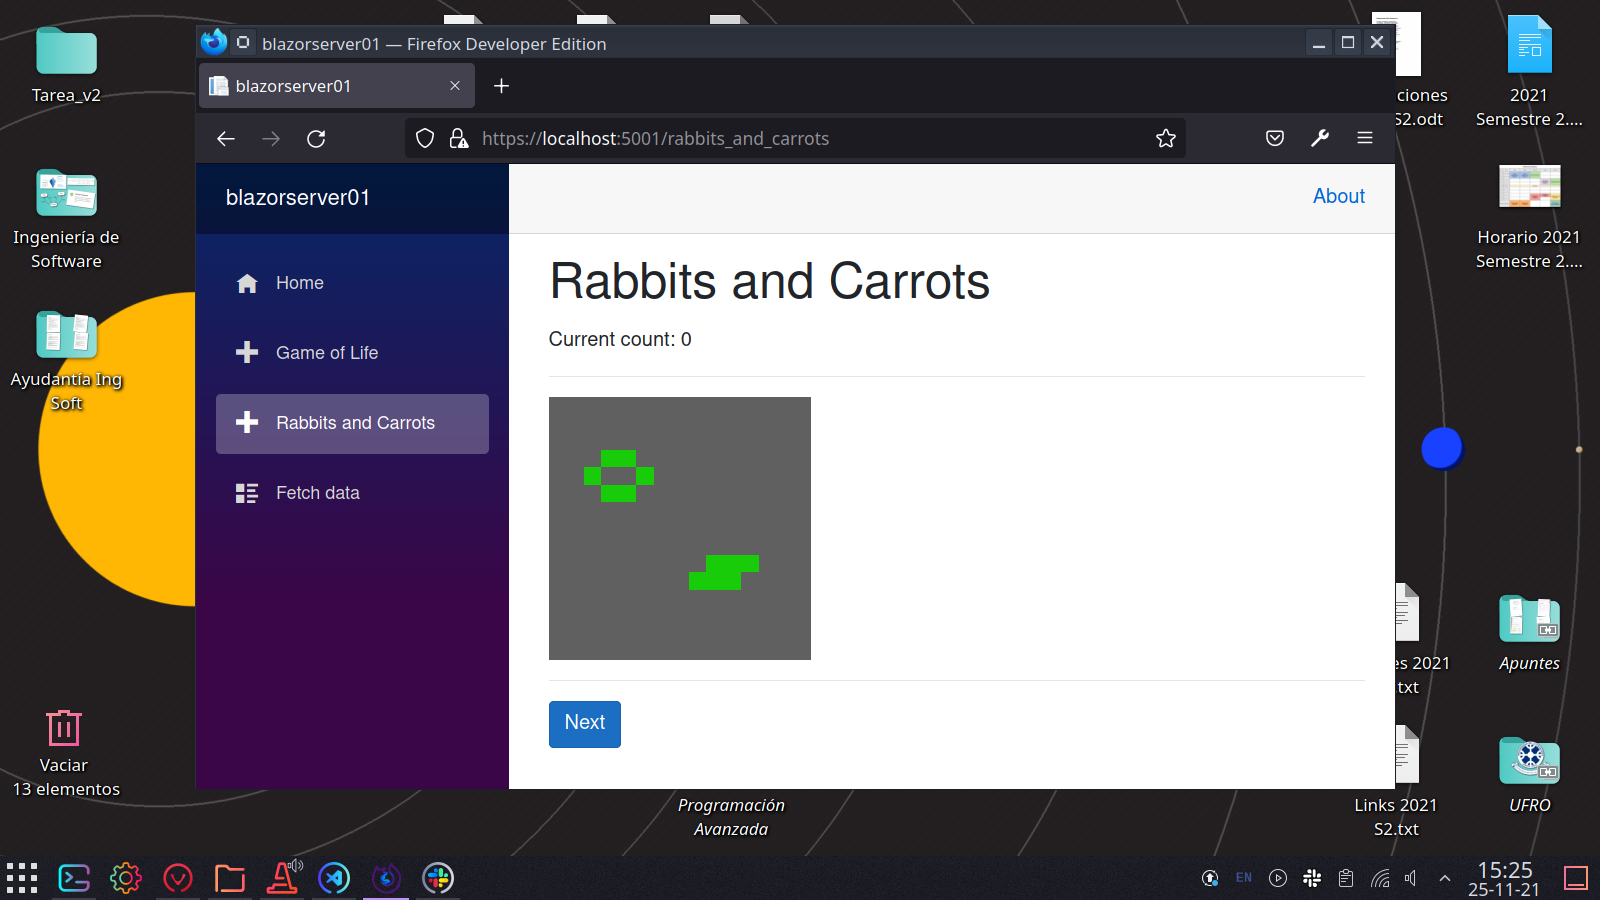 Tarea_v2
Ingeniería de
Software
Ayudantía Ing
Soft
Vaciar
13 elementos
blazorserver01 — Firefox Developer Edition
blazorserver01
https://localhost:5001/rabbits_and_carrots
blazorserver01
Home
Game of Life
Rabbits and Carrots
Fetch data
About
Rabbits and Carrots
Current count: 0
Next
Programación
Avanzada
ciones
S2.odt
2021
Semestre 2....
Horario 2021
Semestre 2....
es 2021
.txt
Apuntes
Links 2021
S2.txt
UFRO
EN
15:25
25-11-21